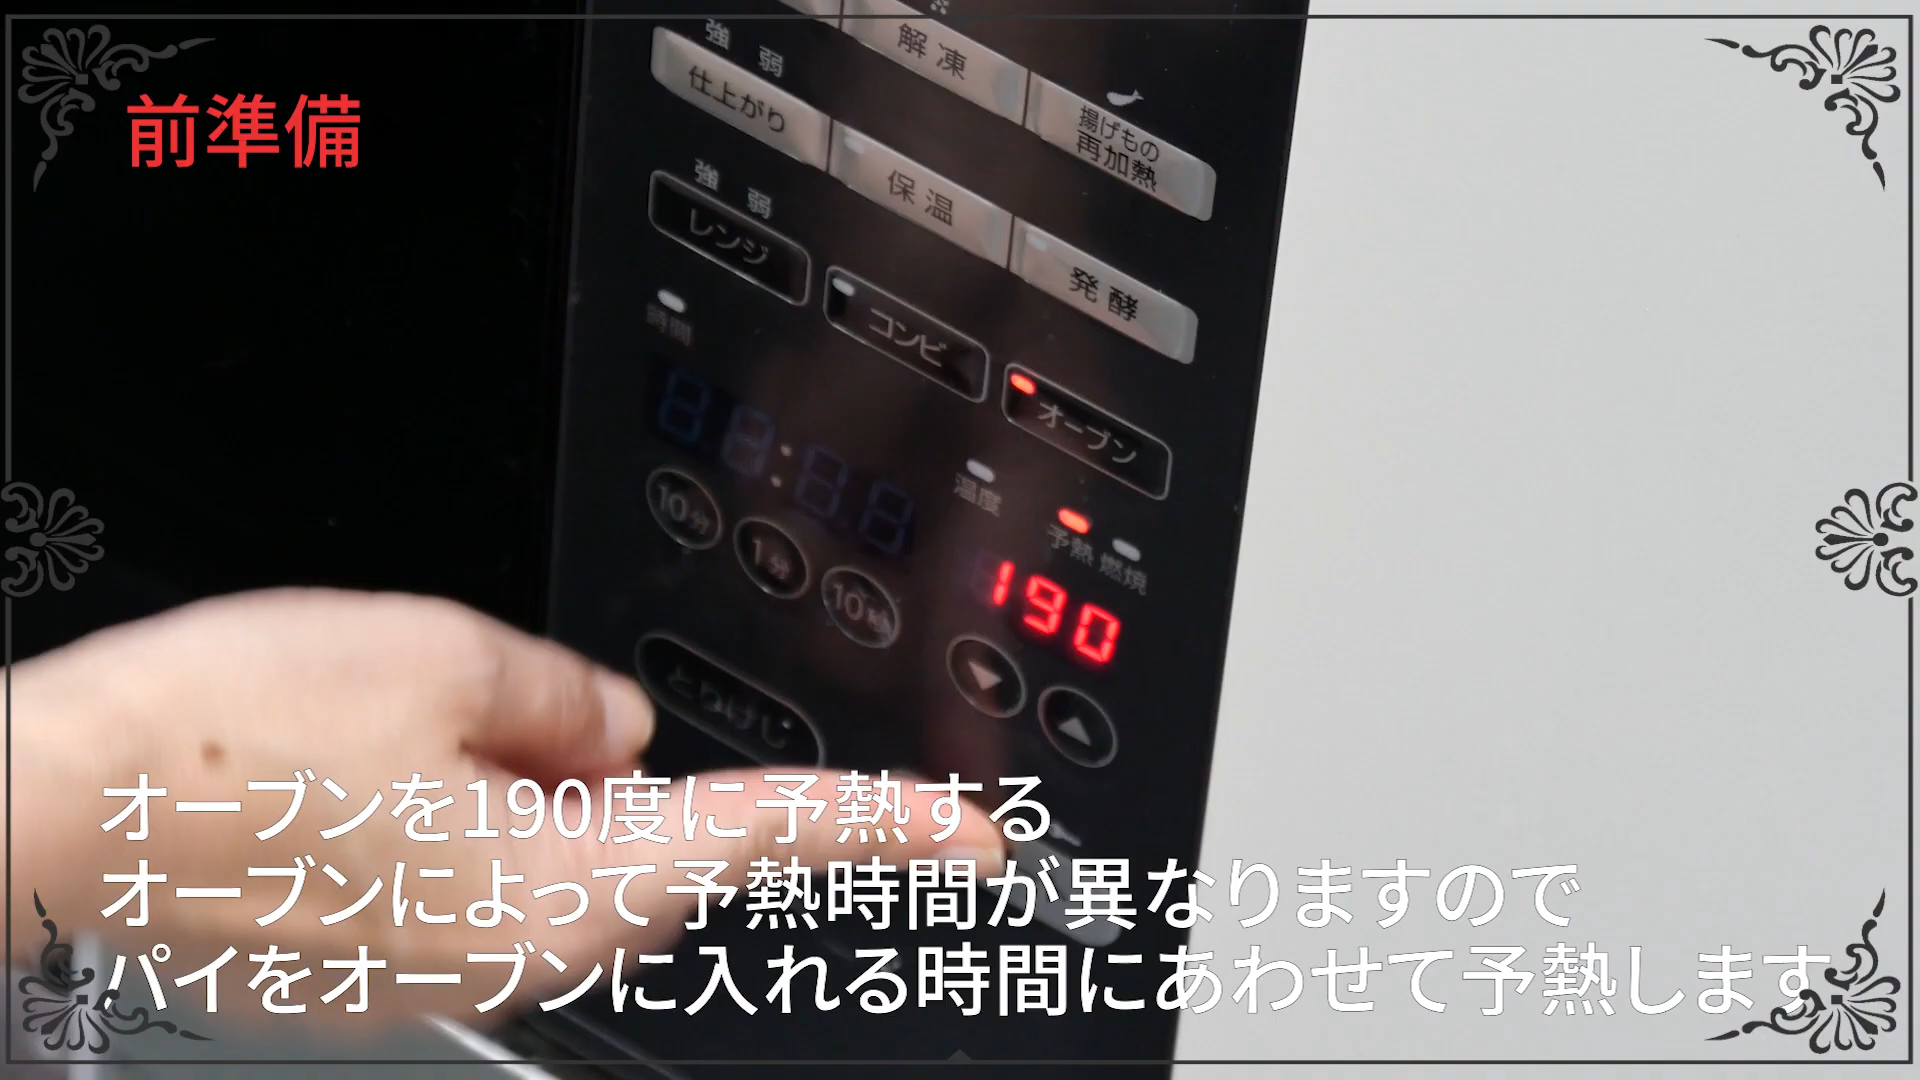 前準備
強 弱
解凍
仕上がり
揚げもの
再加熱
強 弱
保温
レンジ
発酵
コンビ
時間
オーブン
88:88
温度
予熱 燃焼
10分
1分
10秒
190
とりけし
オーブンを190度に予熱する
オーブンによって予熱時間が異なりますので
パイをオーブンに入れる時間にあわせて予熱します